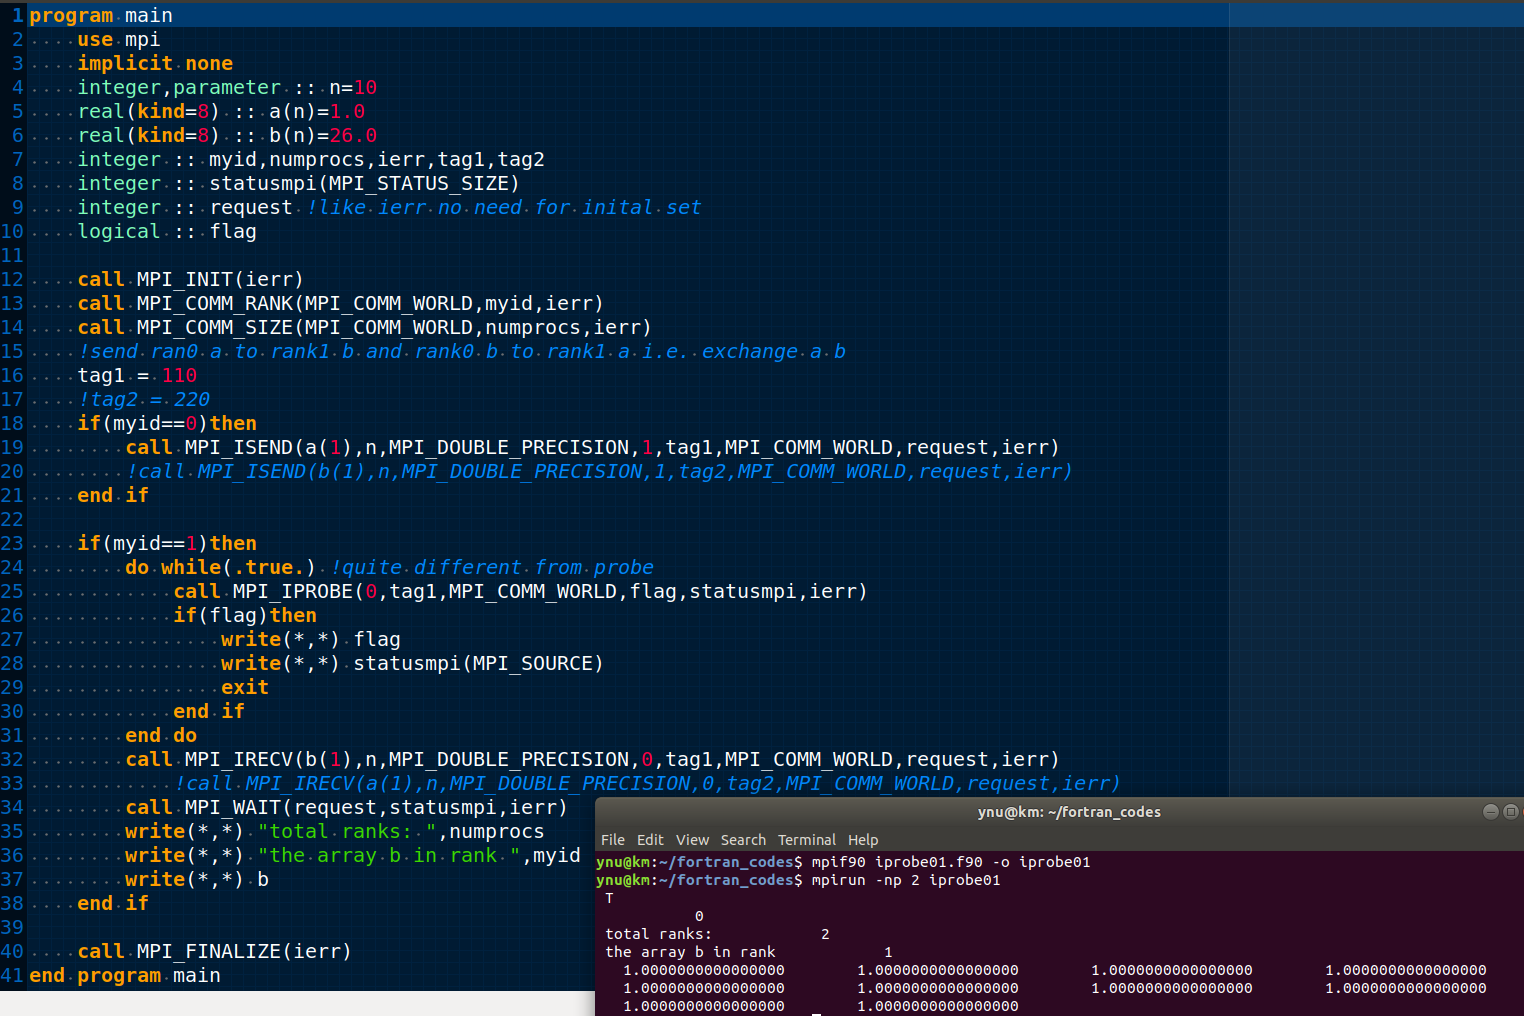 1 program main
2     use mpi
3     implicit none
4     integer,parameter :: n=10
5     real(kind=8) :: a(n)=1.0
6     real(kind=8) :: b(n)=26.0
7     integer :: myid,numprocs,ierr,tag1,tag2
8     integer :: statusmpi(MPI_STATUS_SIZE)
9     integer :: request !like ierr no need for inital set
10     logical :: flag
11
12     call MPI_INIT(ierr)
13     call MPI_COMM_RANK(MPI_COMM_WORLD,myid,ierr)
14     call MPI_COMM_SIZE(MPI_COMM_WORLD,numprocs,ierr)
15     !send ran0 a to rank1 b and rank0 b to rank1 a i.e. exchange a b
16     tag1 = 110
17     !tag2 = 220
18     if(myid==0)then
19         call MPI_ISEND(a(1),n,MPI_DOUBLE_PRECISION,1,tag1,MPI_COMM_WORLD,request,ierr)
20         !call MPI_ISEND(b(1),n,MPI_DOUBLE_PRECISION,1,tag2,MPI_COMM_WORLD,request,ierr)
21     end if
22
23     if(myid==1)then
24         do while(.true.) !quite different from probe
25             call MPI_IPROBE(0,tag1,MPI_COMM_WORLD,flag,statusmpi,ierr)
26             if(flag)then
27                 write(*,*) flag
28                 write(*,*) statusmpi(MPI_SOURCE)
29                 exit
30             end if
31         end do
32         call MPI_IRECV(b(1),n,MPI_DOUBLE_PRECISION,0,tag1,MPI_COMM_WORLD,request,ierr)
33             !call MPI_IRECV(a(1),n,MPI_DOUBLE_PRECISION,0,tag2,MPI_COMM_WORLD,request,ierr)
34         call MPI_WAIT(request,statusmpi,ierr)
35         write(*,*) "total ranks: ",numprocs
36         write(*,*) "the array b in rank ",myid
37         write(*,*) b
38     end if
39
40     call MPI_FINALIZE(ierr)
41 end program main
ynu@km: ~/fortran_codes
File Edit View Search Terminal Help
ynu@km:~/fortran_codes$ mpif90 iprobe01.f90 -o iprobe01
ynu@km:~/fortran_codes$ mpirun -np 2 iprobe01
T
0
total ranks: 2
the array b in rank 1
1.0000000000000000 1.0000000000000000 1.0000000000000000 1.0000000000000000
1.0000000000000000 1.0000000000000000 1.0000000000000000 1.0000000000000000
1.0000000000000000 1.0000000000000000